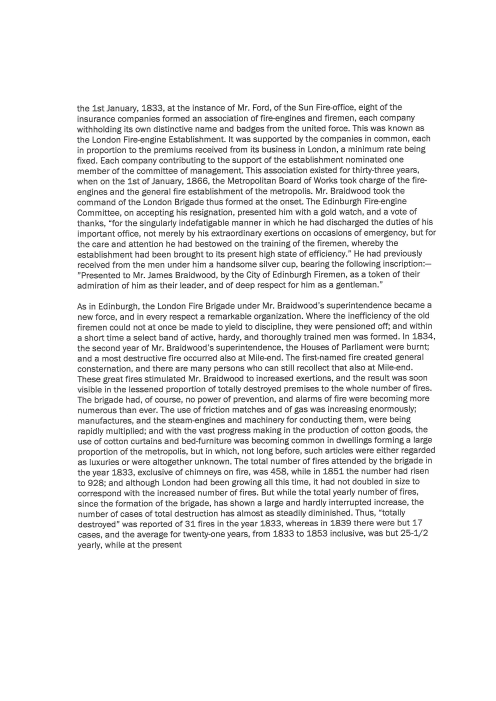 the 1st January, 1833, at the instance of Mr. Ford, of the Sun Fire-office, eight of the
insurance companies formed an association of fire-engines and firemen, each company
withholding its own distinctive name and badges from the united force. This was known as
the London Fire-engine Establishment. It was supported by the companies in common, each
in proportion to the premiums received from its business in London, a minimum rate being
fixed. Each company contributing to the support of the establishment nominated one
member of the committee of management. This association existed for thirty-three years,
when on the 1st of January, 1866, the Metropolitan Board of Works took charge of the fire-
engines and the general fire establishment of the metropolis. Mr. Braidwood took the
command of the London Brigade thus formed at the onset. The Edinburgh Fire-engine
Committee, on accepting his resignation, presented him with a gold watch, and a vote of
thanks, "for the singularly indefatigable manner in which he had discharged the duties of his
important office, not merely by his extraordinary exertions on occasions of emergency, but for
the care and attention he had bestowed on the training of the firemen, whereby the
establishment had been brought to its present high state of efficiency." He had previously
received from the men under him a handsome silver cup, bearing the following inscription:—
"Presented to Mr. James Braidwood, by the City of Edinburgh Firemen, as a token of their
admiration of him as their leader, and of deep respect for him as a gentleman."

As in Edinburgh, the London Fire Brigade under Mr. Braidwood's superintendence became a
new force, and in every respect a remarkable organization. Where the inefficiency of the old
firemen could not at once be made to yield to discipline, they were pensioned off; and within
a short time a select band of active, hardy, and thoroughly trained men was formed. In 1834,
the second year of Mr. Braidwood's superintendence, the Houses of Parliament were burnt;
and a most destructive fire occurred also at Mile-end. The first-named fire created general
consternation, and there are many persons who can still recollect that also at Mile-end.
These great fires stimulated Mr. Braidwood to increased exertions, and the result was soon
visible in the lessened proportion of totally destroyed premises to the whole number of fires.
The brigade had, of course, no power of prevention, and alarms of fire were becoming more
numerous than ever. The use of friction matches and of gas was increasing enormously;
manufactures, and the steam-engines and machinery for conducting them, were being
rapidly multiplied; and with the vast progress making in the production of cotton goods, the
use of cotton curtains and bed-furniture was becoming common in dwellings forming a large
proportion of the metropolis, but in which, not long before, such articles were either regarded
as luxuries or were altogether unknown. The total number of fires attended by the brigade in
the year 1833, exclusive of chimneys on fire, was 458, while in 1851 the number had risen
to 928; and although London had been growing all this time, it had not doubled in size to
correspond with the increased number of fires. But while the total yearly number of fires,
since the formation of the brigade, has shown a large and hardly interrupted increase, the
number of cases of total destruction has almost as steadily diminished. Thus, "totally
destroyed" was reported of 31 fires in the year 1833, whereas in 1839 there were but 17
cases, and the average for twenty-one years, from 1833 to 1853 inclusive, was but 25-1/2
yearly, while at the present